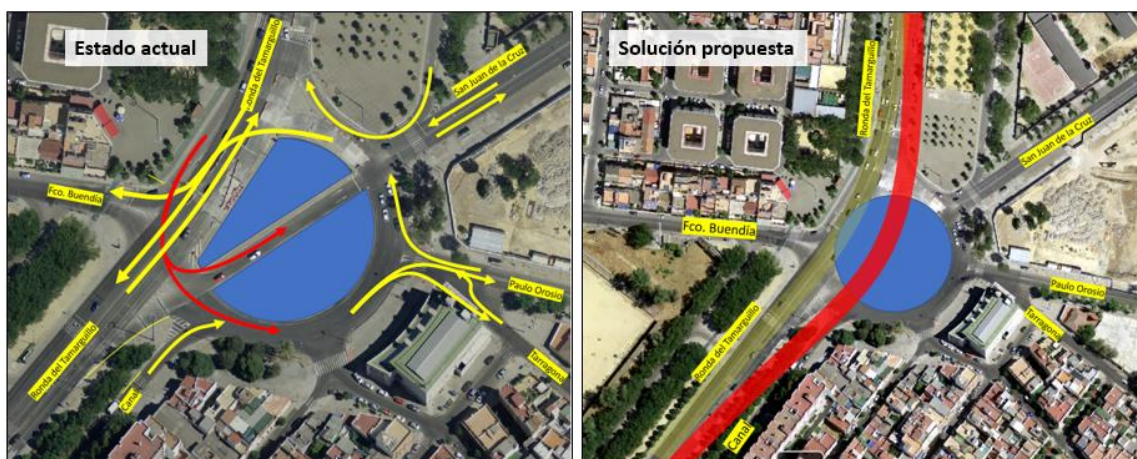 Estado actual
Ronda del Tamarguillo
San Juan de la Cruz
Fco. Buendía
Paulo Orosio
Ronda del Tamarguillo
Canal
Tarragona
Solución propuesta
Ronda del Tamarguillo
San Juan de la Cruz
Fco. Buendía
Paulo Orosio
Ronda del Tamarguillo
Tarragona
Canal